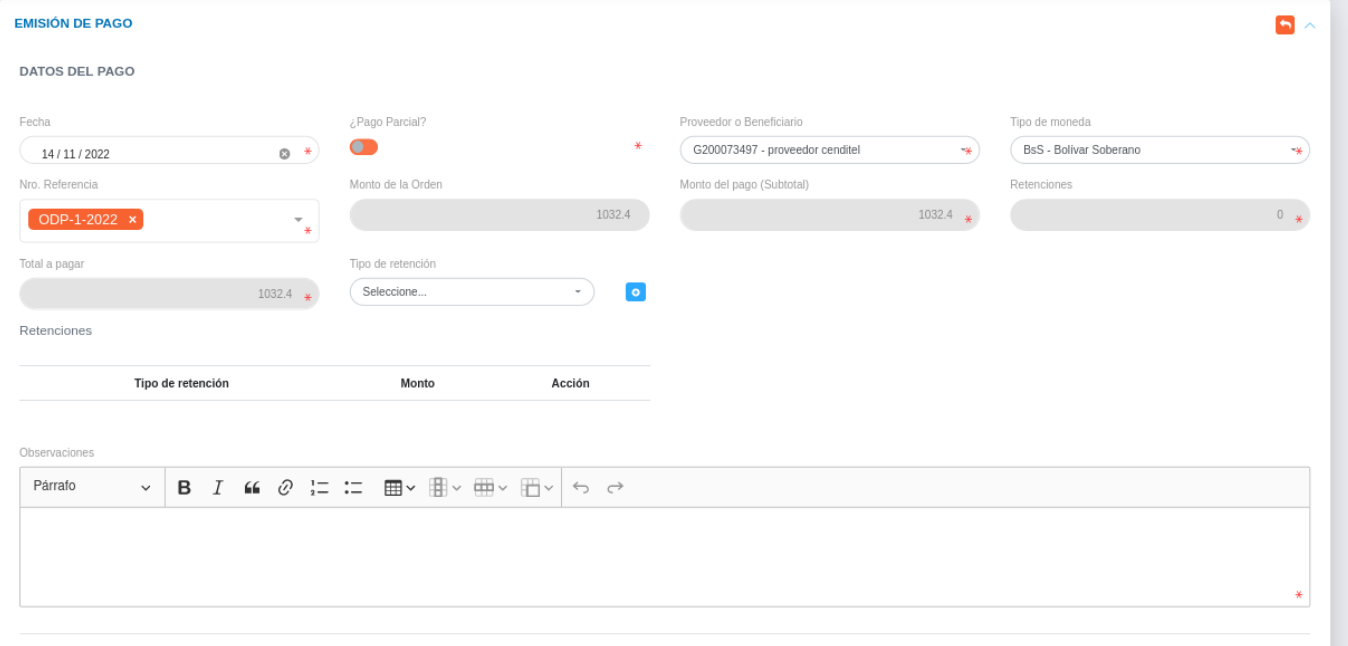 EMISIÓN DE PAGO
DATOS DEL PAGO
Fecha
¿Pago Parcial?
Proveedor o Beneficiario
Tipo de moneda
14 / 11 / 2022
*
*
G200073497 - proveedor cenditel
*
BsS - Bolívar Soberano
*
Nro. Referencia
Monto de la Orden
Monto del pago (Subtotal)
Retenciones
ODP-1-2022 ×
*
1032.4
1032.4 *
0 *
Total a pagar
Tipo de retención
1032.4 *
Seleccione...
Retenciones
Tipo de retención Monto Acción
Observaciones
Párrafo
B I
*